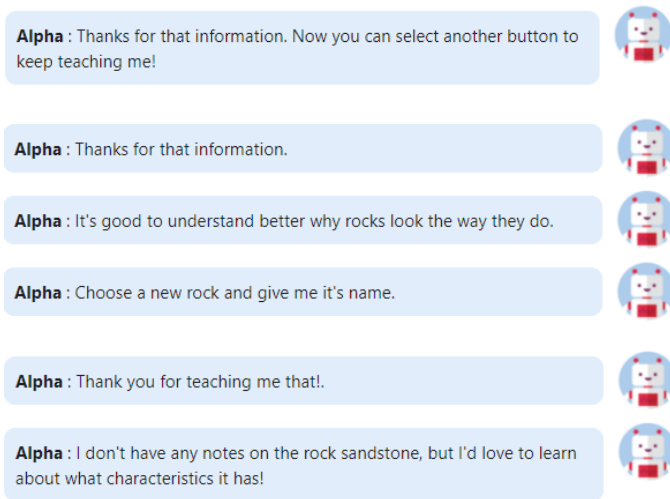 Alpha : Thanks for that information. Now you can select another button to
keep teaching me!
Alpha : Thanks for that information.
Alpha : It's good to understand better why rocks look the way they do.
Alpha : Choose a new rock and give me it's name.
Alpha : Thank you for teaching me that!.
Alpha : I don't have any notes on the rock sandstone, but I'd love to learn
about what characteristics it has!